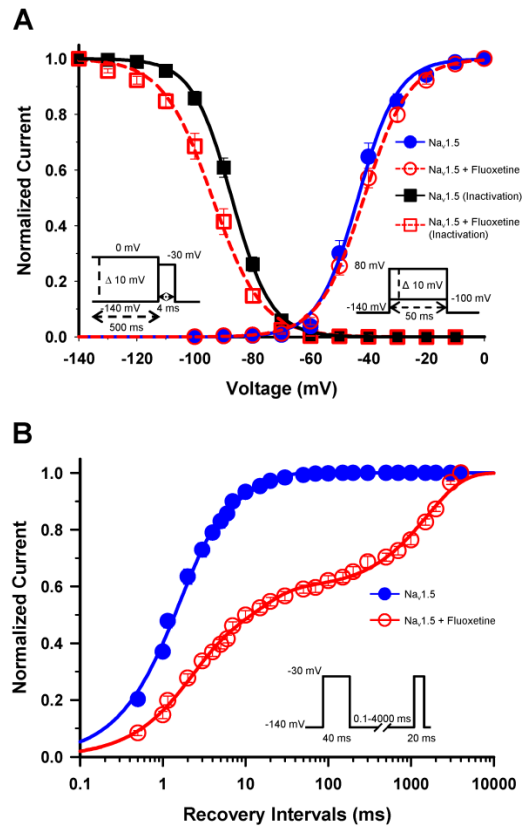 A
Normalized Current
1.0
0.8
0.6
0.4
0.2
0.0
Nav1.5
Nav1.5 + Fluoxetine
Nav1.5 (Inactivation)
Nav1.5 + Fluoxetine
(Inactivation)
0 mV
-30 mV
Δ 10 mV
-140 mV
4 ms
500 ms
80 mV
Δ 10 mV
-140 mV
-100 mV
50 ms
-140 -120 -100 -80 -60 -40 -20 0
Voltage (mV)
B
Normalized Current
1.0
0.8
0.6
0.4
0.2
0.0
Nav1.5
Nav1.5 + Fluoxetine
-30 mV
-140 mV
0.1-4000 ms
40 ms
20 ms
0.1 1 10 100 1000 10000
Recovery Intervals (ms)